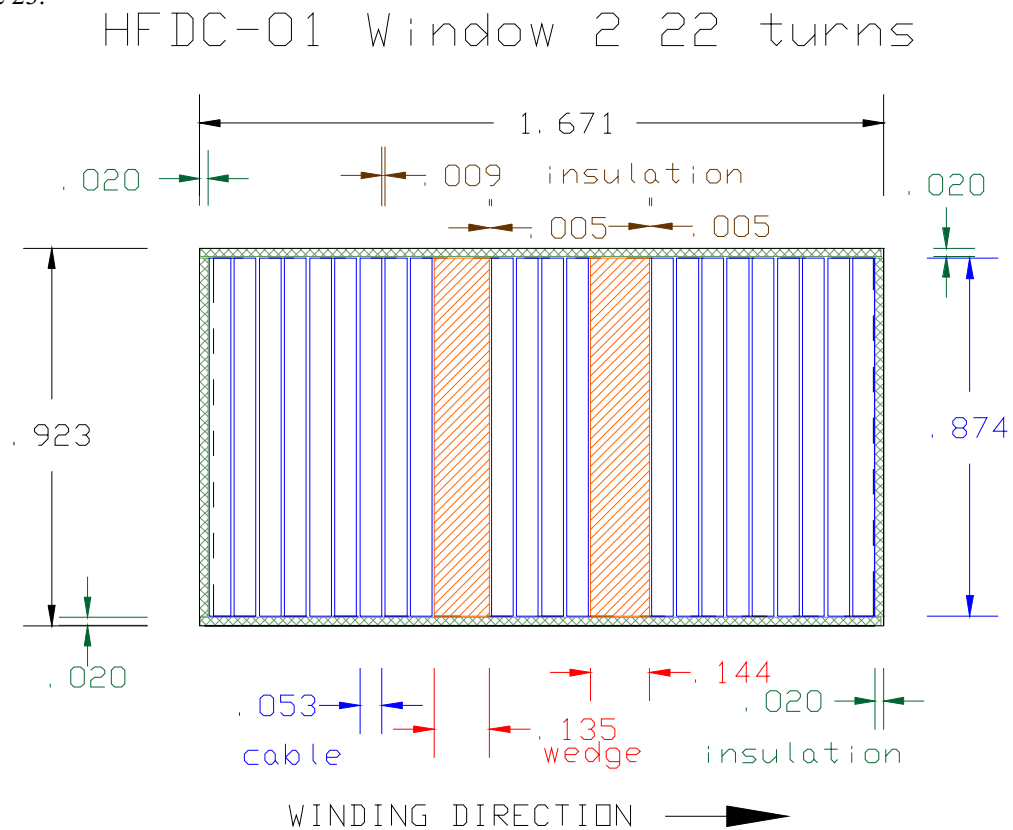 HFDC-01 Window 2 22 turns
1.671
.020
.009 insulation
.020
.005
.005
.923
.874
.020
.053
cable
.135
wedge
.144
.020
insulation
WINDING DIRECTION